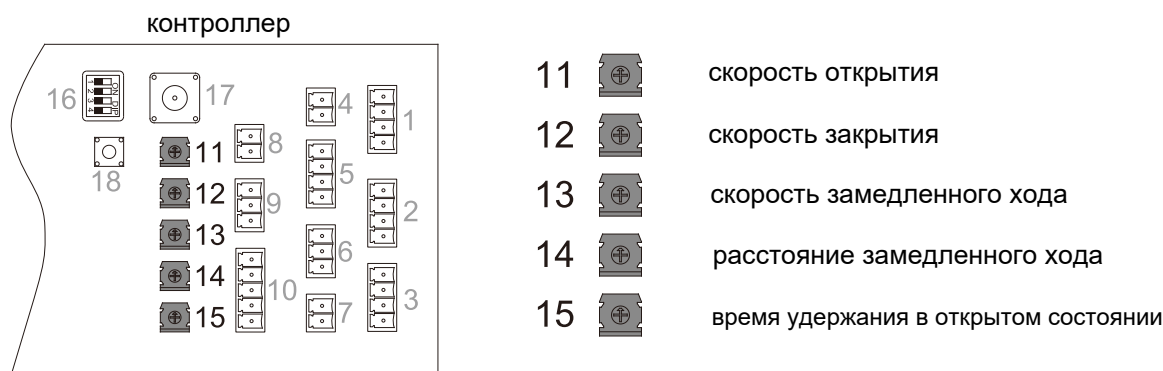 контроллер
16
17
4
1
8
18
11
5
12
9
2
13
6
14
10
3
15
7
11 скорость открытия
12 скорость закрытия
13 скорость замедленного хода
14 расстояние замедленного хода
15 время удержания в открытом состоянии
1
2
3
4
ON
DIP